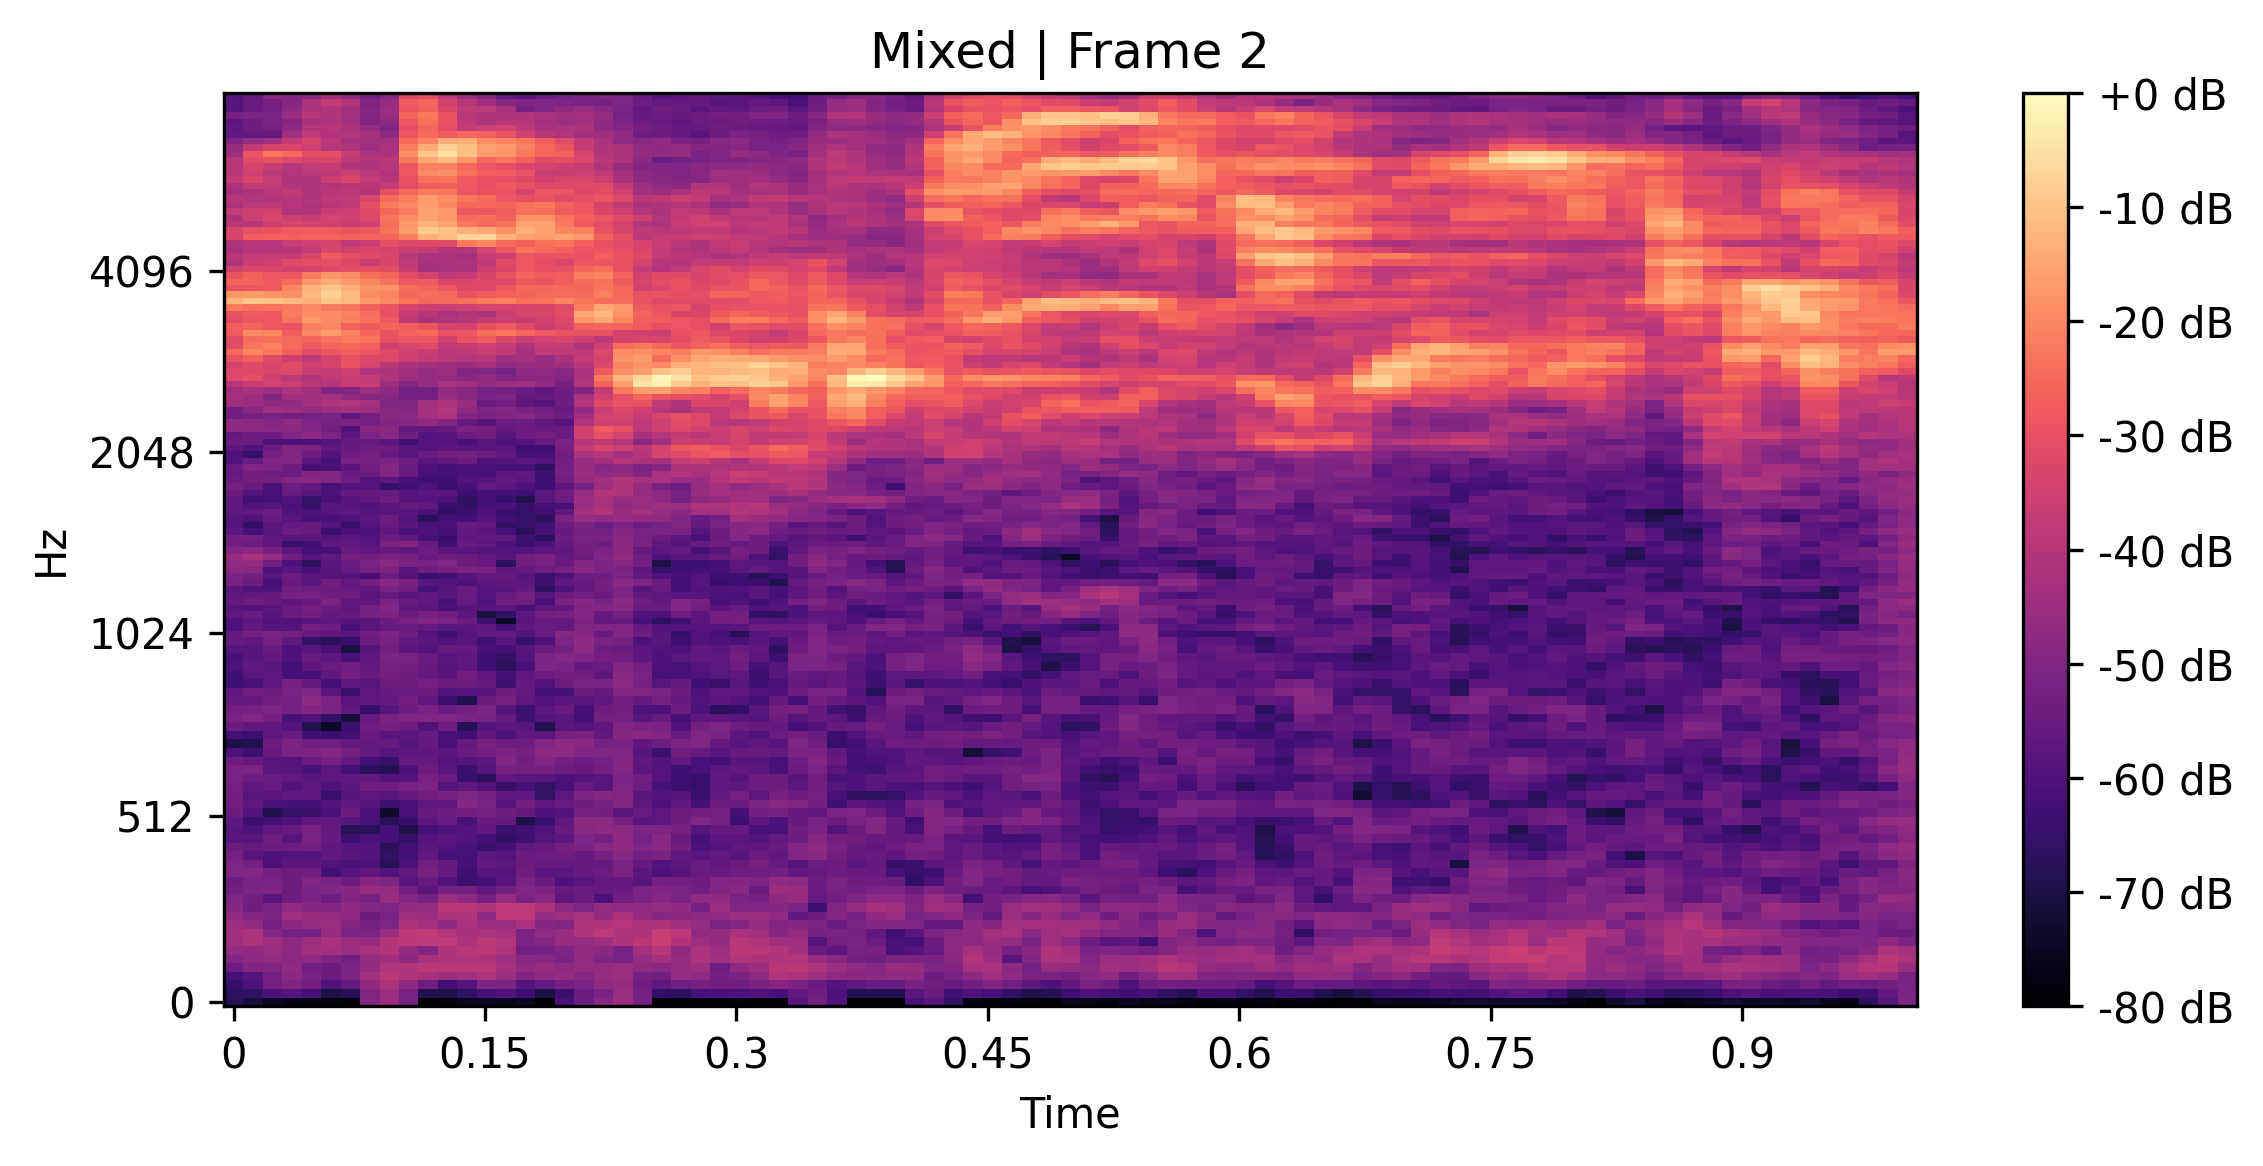 Mixed | Frame 2
Hz
4096
2048
1024
512
0
0 0.15 0.3 0.45 0.6 0.75 0.9
Time
+0 dB
-10 dB
-20 dB
-30 dB
-40 dB
-50 dB
-60 dB
-70 dB
-80 dB